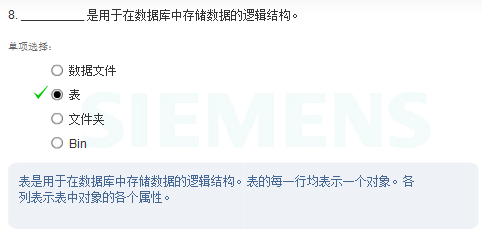 8. __________ 是用于在数据库中存储数据的逻辑结构。
单项选择:
数据文件
表
文件夹
Bin
SIEMENS
表是用于在数据库中存储数据的逻辑结构。表的每一行均表示一个对象。各
列表示表中对象的各个属性。